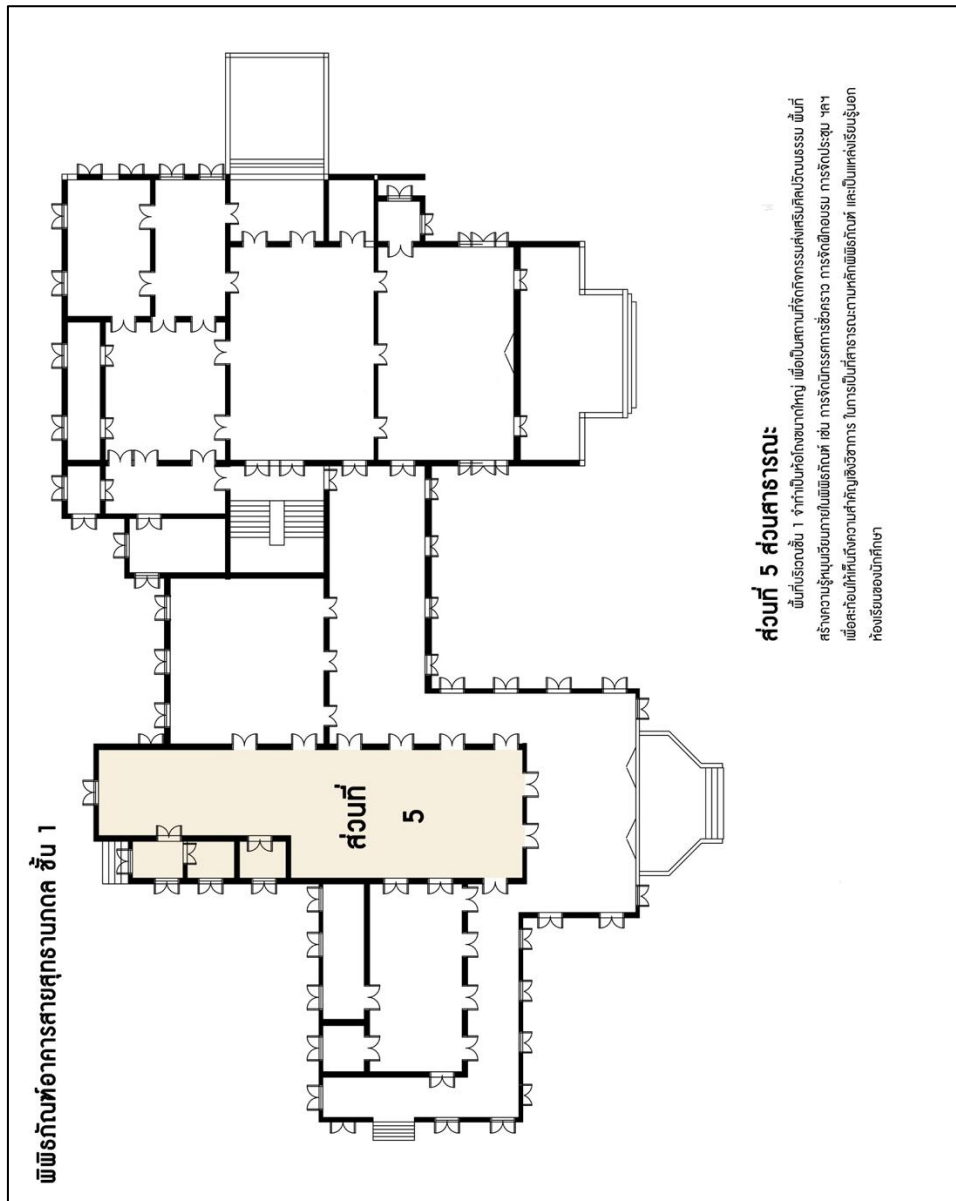 พิพิธภัณฑ์อาคารสายสุทธานภดล ชั้น 1
ส่วนที่
5
ส่วนที่ 5 ส่วนสาธารณะ
พื้นที่บริเวณชั้น 1 จำทำเป็นห้องโถงขนาดใหญ่ เพื่อเป็นสถานที่จัดกิจกรรมส่งเสริมศิลปวัฒนธรรม พื้นที่
สร้างความรู้หมุนเวียนภายในพิพิธภัณฑ์ เช่น การจัดนิทรรศการชั่วคราว การจัดฝึกอบรม การจัดประชุม ฯลฯ
เพื่อสะท้อนให้เห็นถึงความสำคัญเชิงวิชาการ ในการเป็นที่สาธารณะตามหลักพิพิธภัณฑ์ และเป็นแหล่งเรียนรู้นอก
ห้องเรียนของนักศึกษา